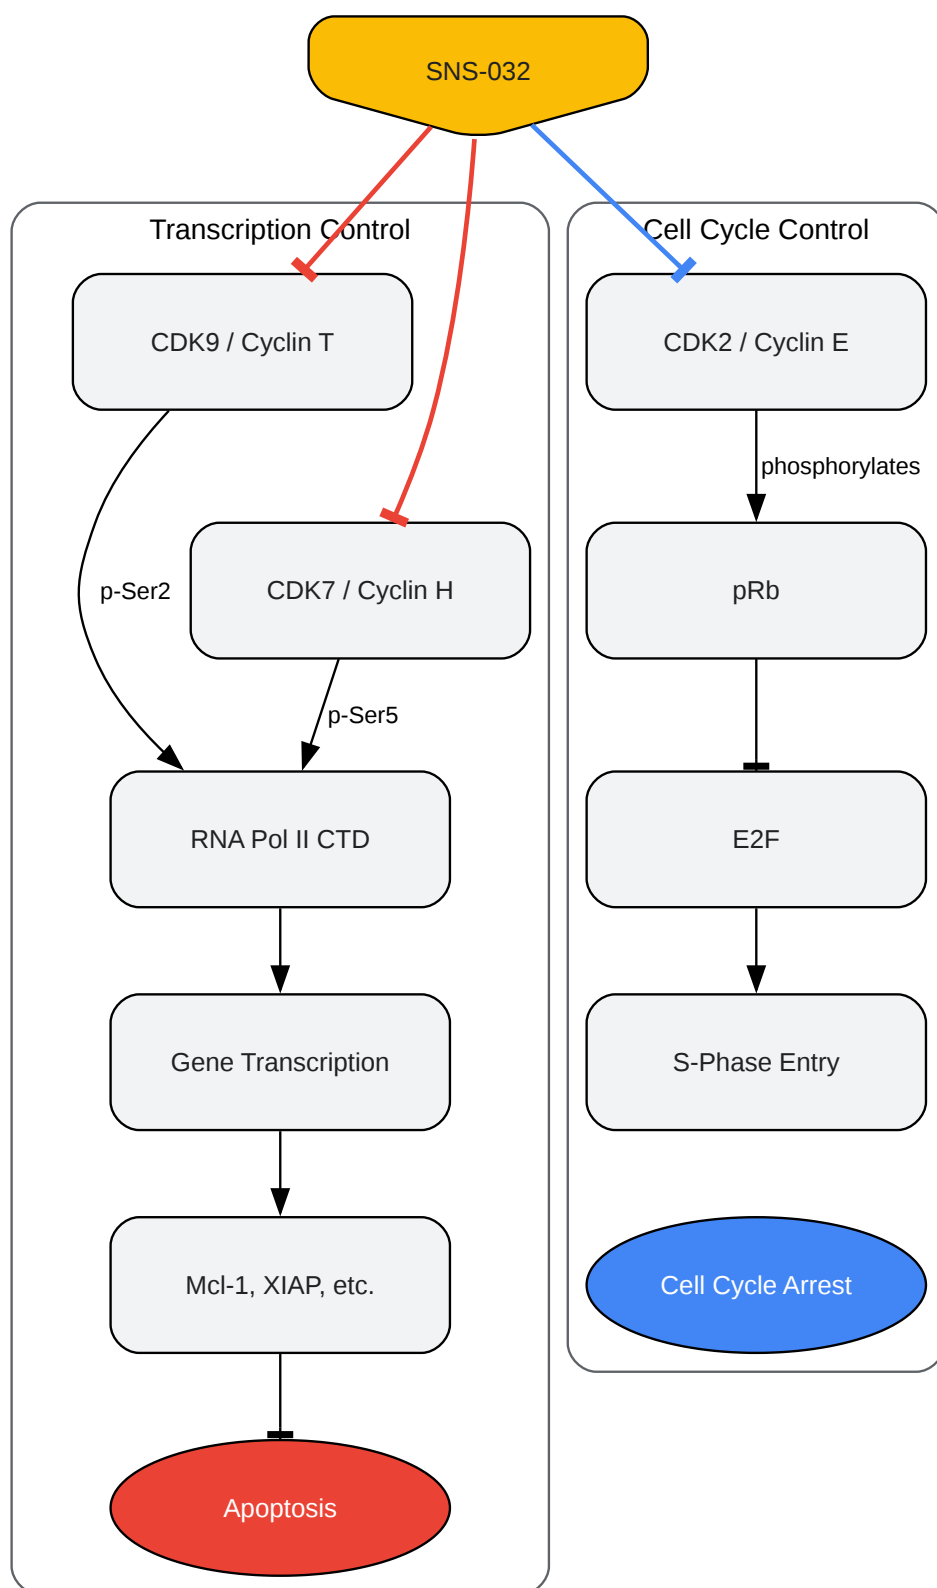 SNS-032
Transcription Control
Cell Cycle Control
CDK9 / Cyclin T
CDK2 / Cyclin E
phosphorylates
p-Ser2
CDK7 / Cyclin H
pRb
p-Ser5
RNA Pol II CTD
E2F
Gene Transcription
S-Phase Entry
Mcl-1, XIAP, etc.
Cell Cycle Arrest
Apoptosis